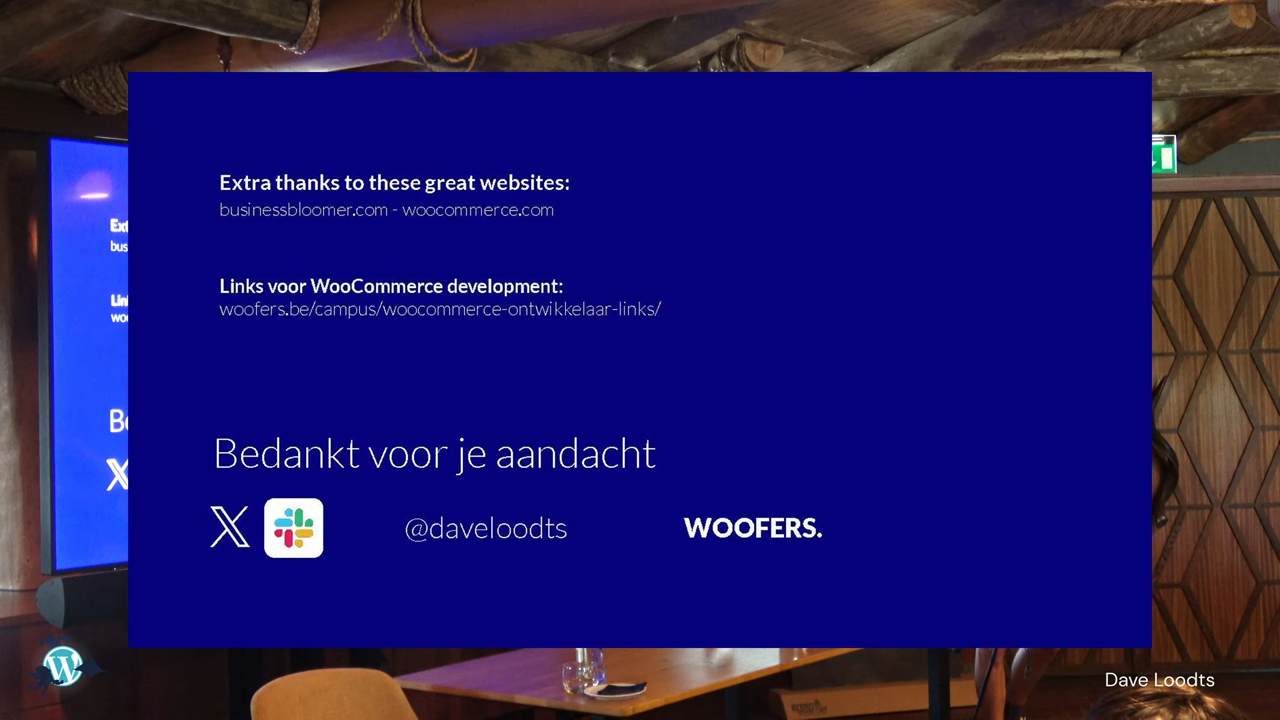 Extra thanks to these great websites:
businessbloomer.com - woocommerce.com
Links voor WooCommerce development:
woofers.be/campus/woocommerce-ontwikkelaar-links/
Bedankt voor je aandacht
@daveloodts WOOFERS.
Dave Loodts